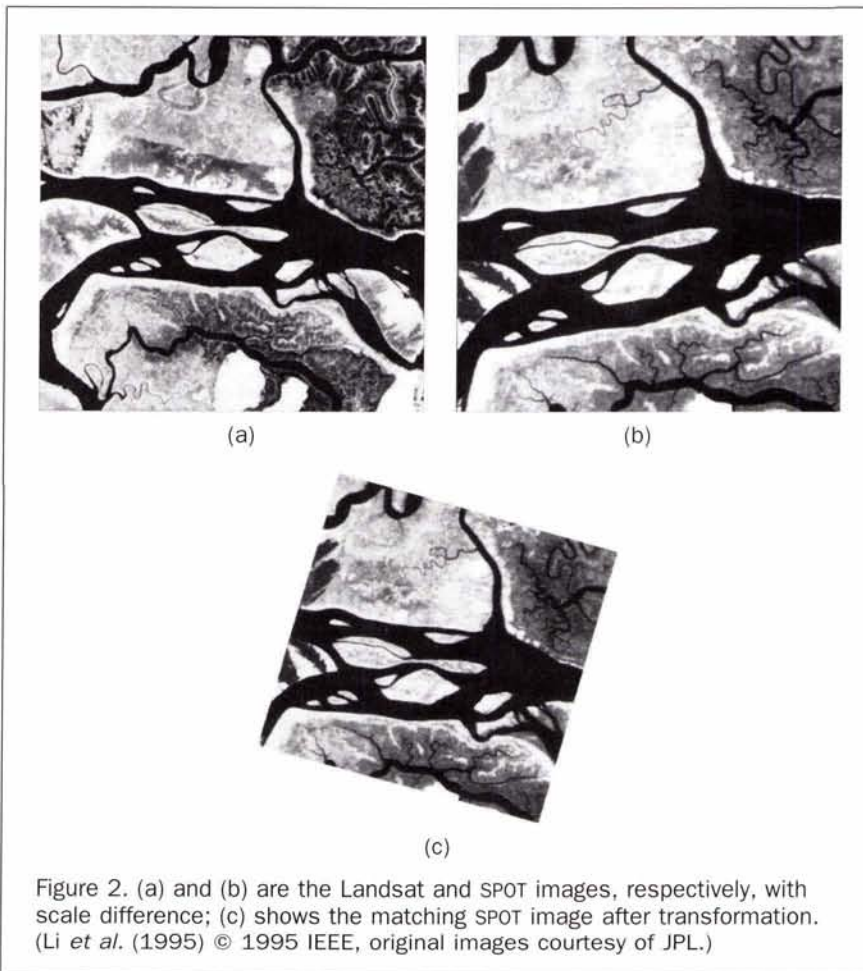 (a)
(b)
(c)
Figure 2. (a) and (b) are the Landsat and SPOT images, respectively, with
scale difference; (c) shows the matching SPOT image after transformation.
(Li et al. (1995) © 1995 IEEE, original images courtesy of JPL.)